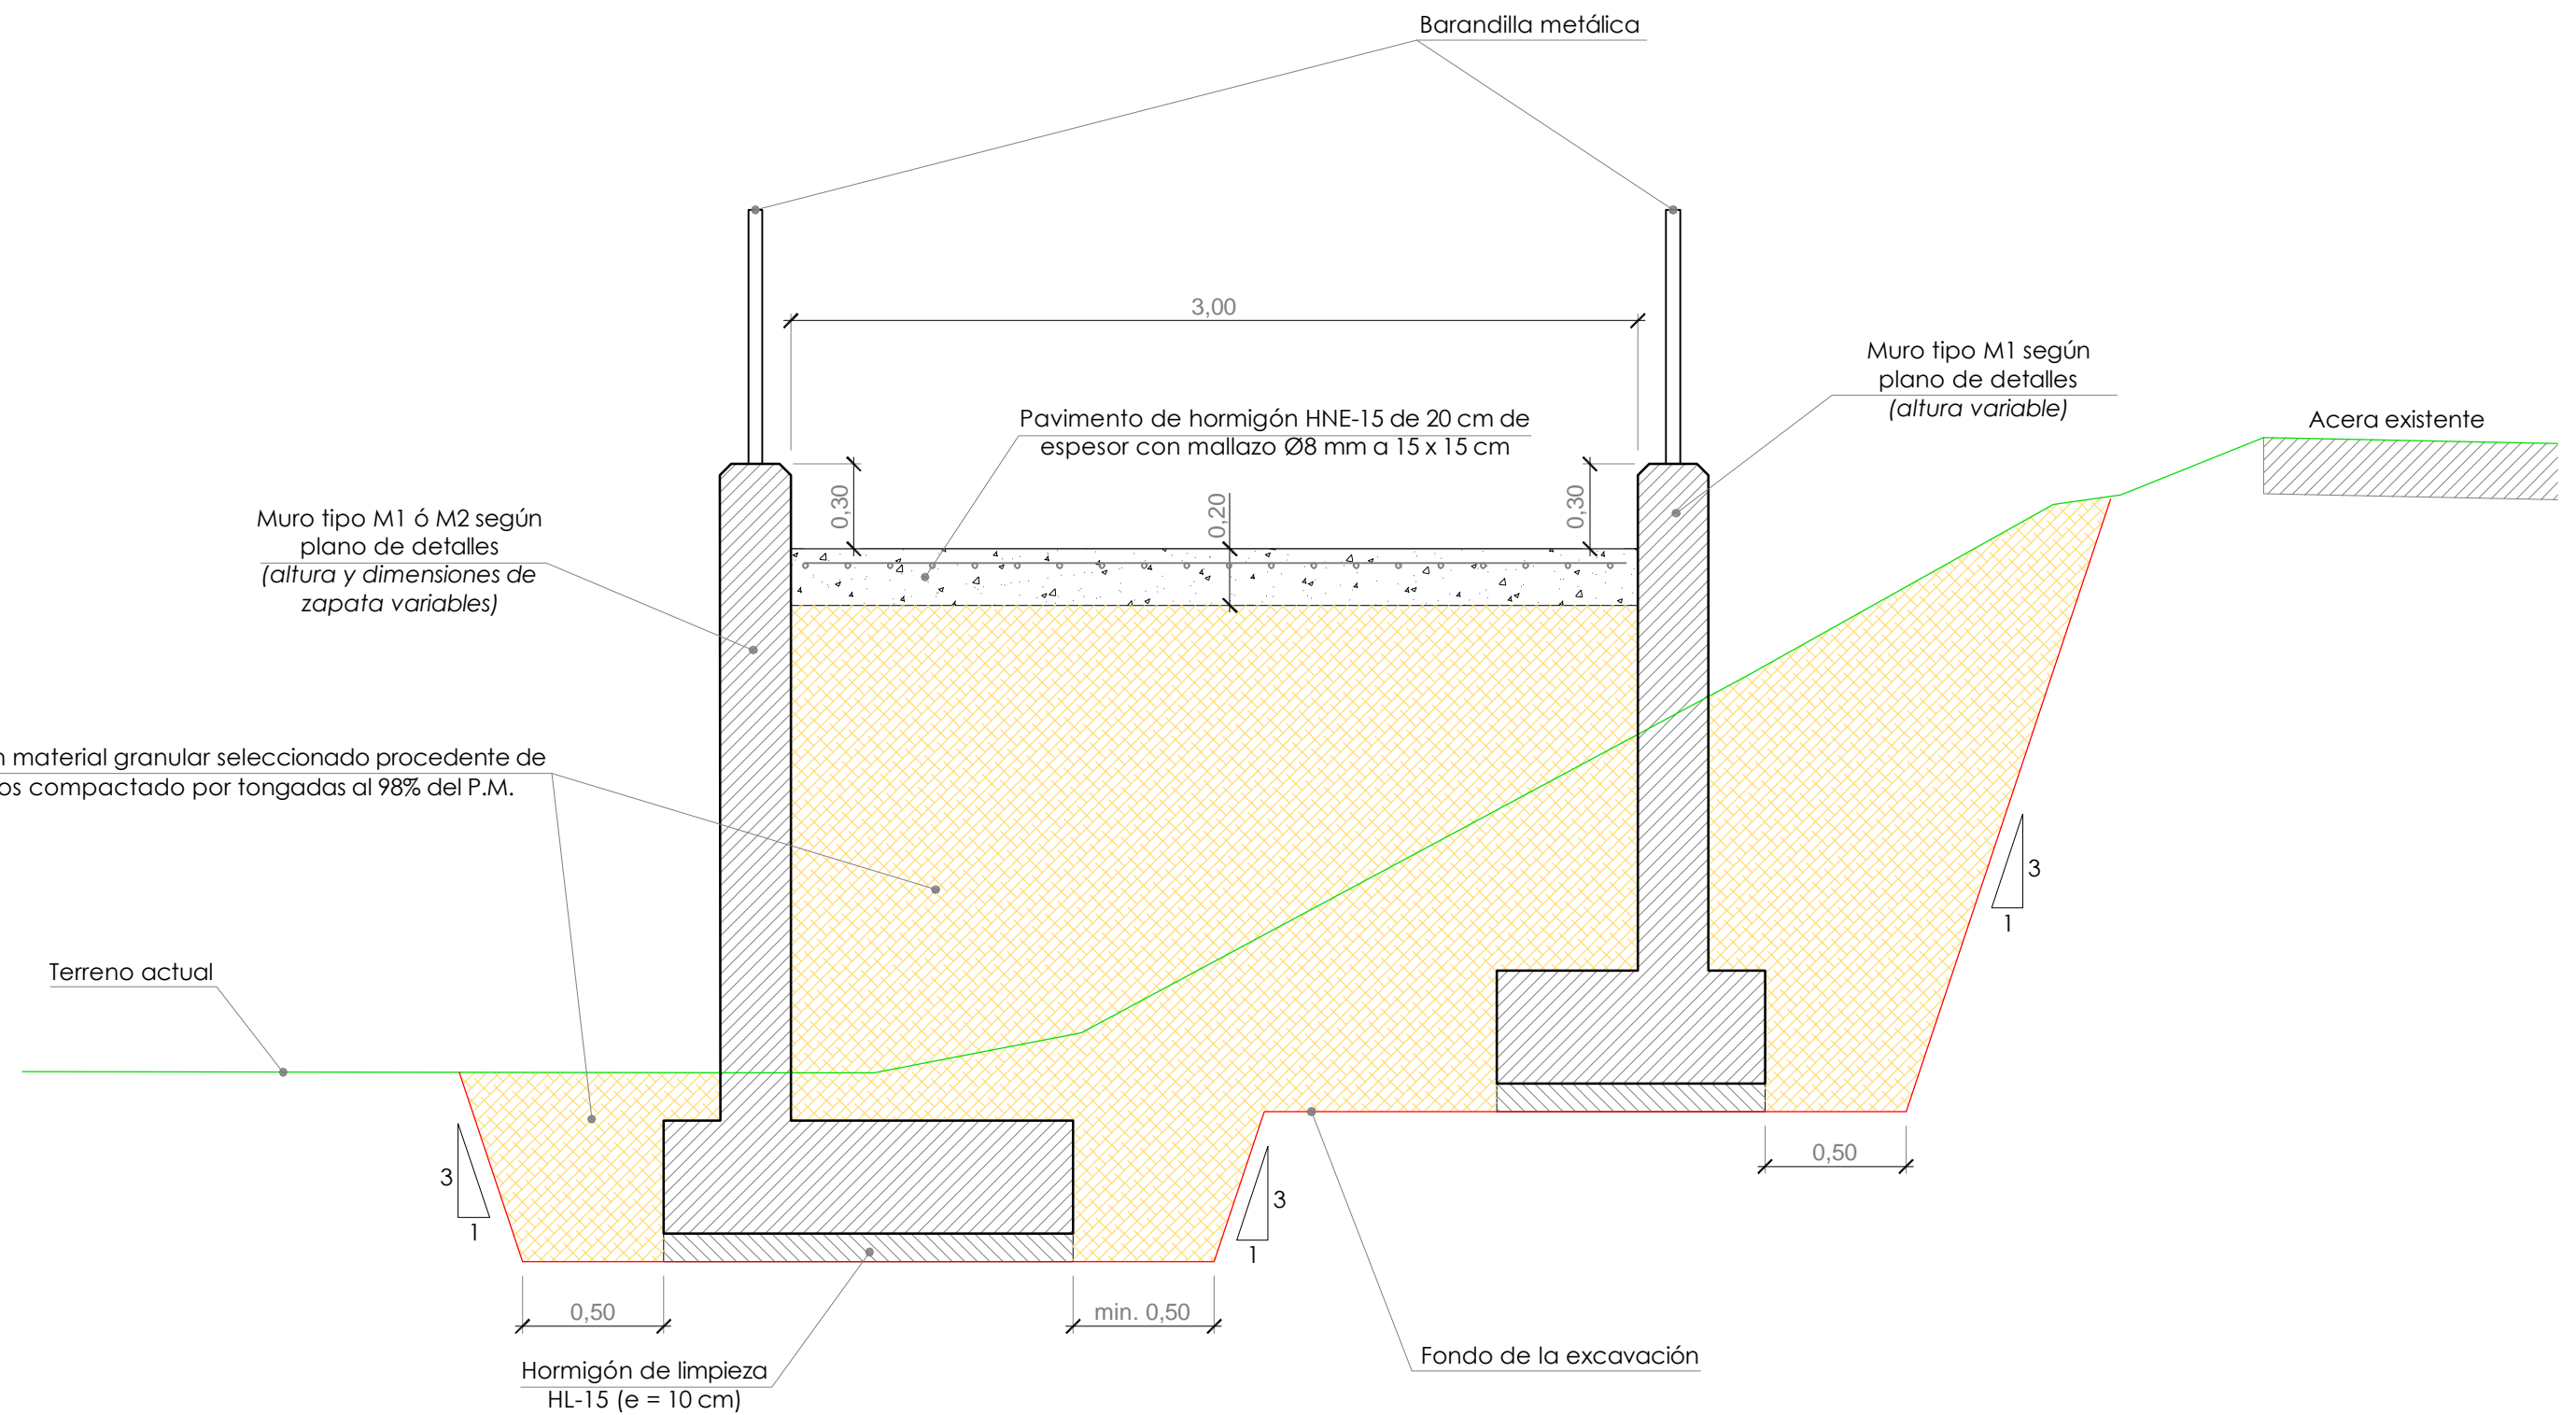 Barandilla metálica
3,00
Muro tipo M1 según
plano de detalles
(altura variable)
Acera existente
Pavimento de hormigón HNE-15 de 20 cm de
espesor con mallazo Ø8 mm a 15 x 15 cm
0,30
0,20
0,30
Muro tipo M1 ó M2 según
plano de detalles
(altura y dimensiones de
zapata variables)
material granular seleccionado procedente de
compactado por tongadas al 98% del P.M.
3
1
Terreno actual
3
1
3
1
0,50
0,50
min. 0,50
Hormigón de limpieza
HL-15 (e = 10 cm)
Fondo de la excavación